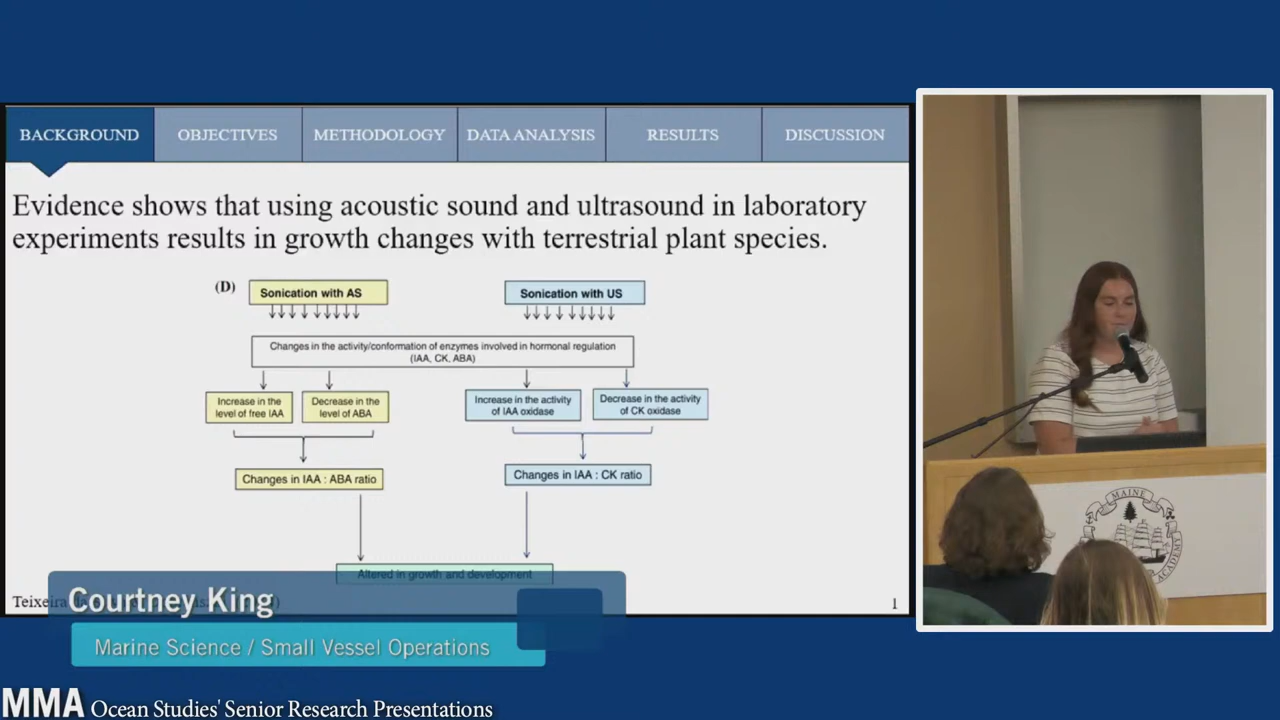 BACKGROUND
OBJECTIVES
METHODOLOGY
DATA ANALYSIS
RESULTS
DISCUSSION
Evidence shows that using acoustic sound and ultrasound in laboratory
experiments results in growth changes with terrestrial plant species.
(D)
Sonication with AS
Sonication with US
Changes in the activity/conformation of enzymes involved in hormonal regulation
(IAA, CK, ABA)
Increase in the
level of free IAA
Decrease in the
level of ABA
Increase in the activity
of IAA oxidase
Decrease in the activity
of CK oxidase
Changes in IAA : ABA ratio
Changes in IAA : CK ratio
Altered in growth and development
1
Courtney King
Marine Science / Small Vessel Operations
MMA Ocean Studies' Senior Research Presentations
MAINE
ACADEMY